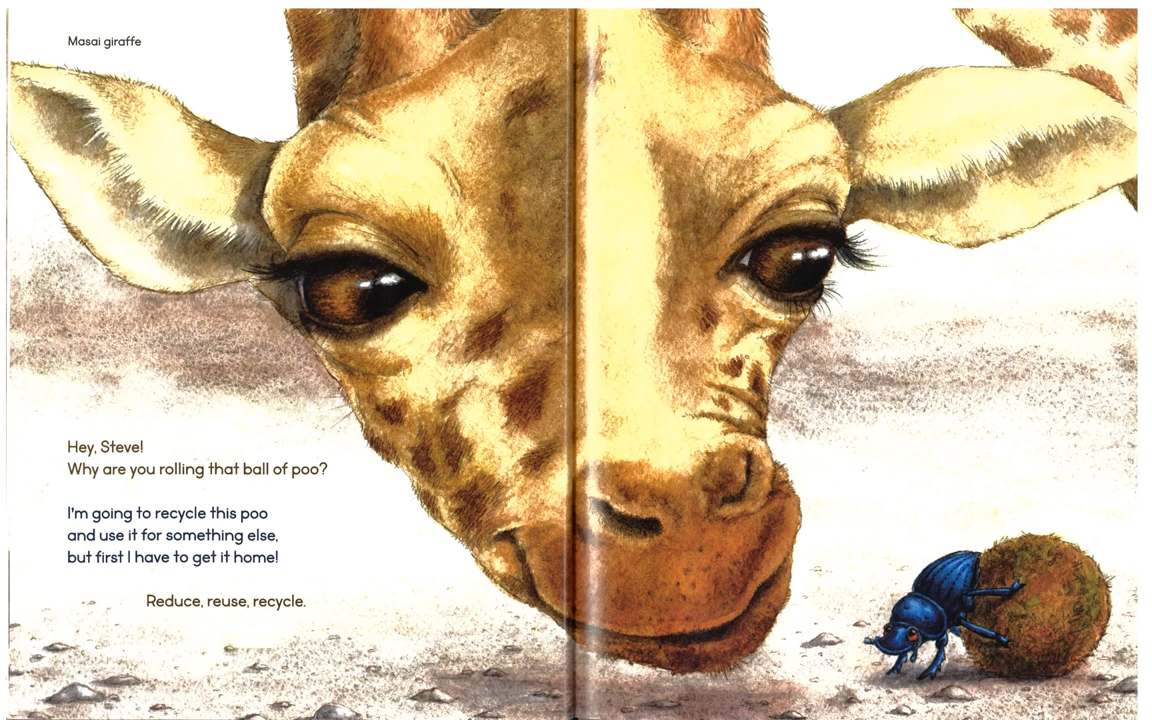 Masai giraffe
Hey, Steve!
Why are you rolling that ball of poo?
I'm going to recycle this poo
and use it for something else,
but first I have to get it home!
Reduce, reuse, recycle.